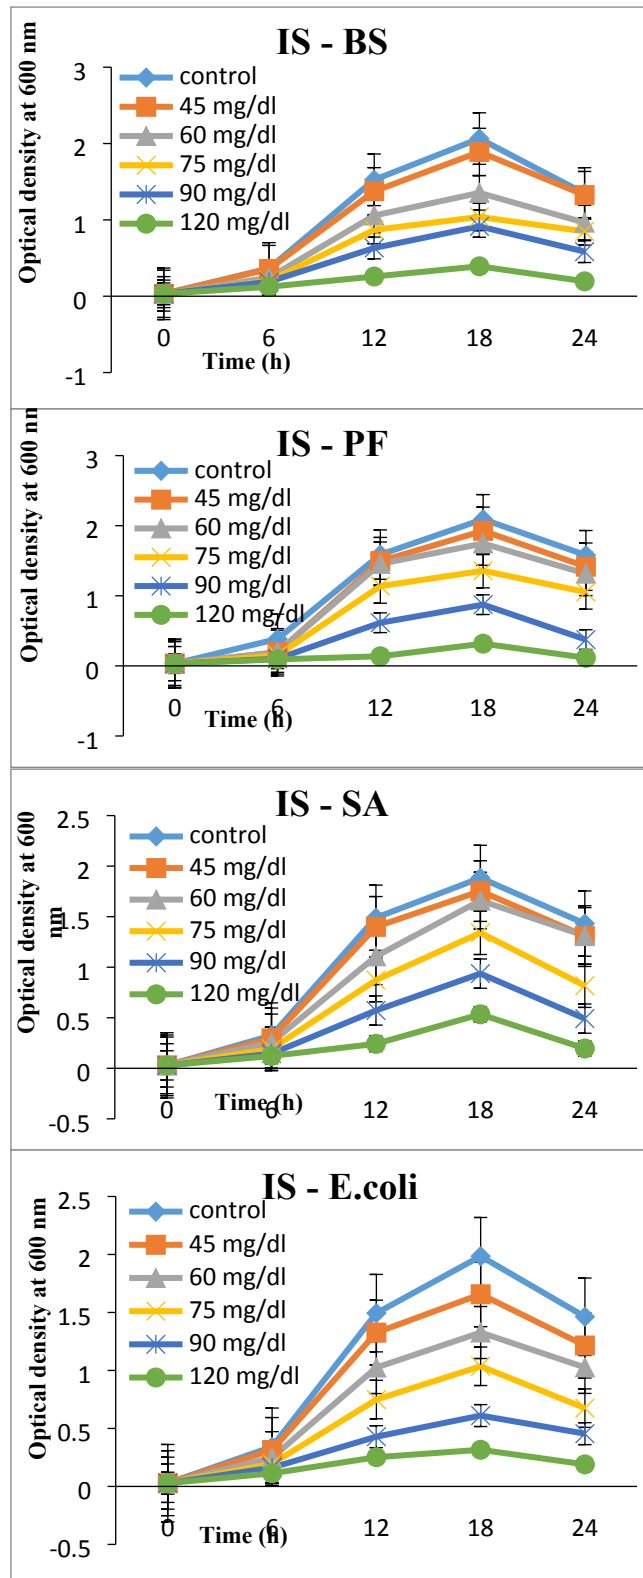 IS - BS
Optical density at 600 nm
control
45 mg/dl
60 mg/dl
75 mg/dl
90 mg/dl
120 mg/dl
3
2
1
0
-1
0 6 12 18 24
Time (h)
IS - PF
Optical density at 600 nm
control
45 mg/dl
60 mg/dl
75 mg/dl
90 mg/dl
120 mg/dl
3
2
1
0
-1
0 6 12 18 24
Time (h)
IS - SA
Optical density at 600
nm
control
45 mg/dl
60 mg/dl
75 mg/dl
90 mg/dl
120 mg/dl
2.5
2
1.5
1
0.5
0
-0.5
0 6 12 18 24
Time (h)
IS - E.coli
Optical density at 600 nm
control
45 mg/dl
60 mg/dl
75 mg/dl
90 mg/dl
120 mg/dl
2.5
2
1.5
1
0.5
0
-0.5
0 6 12 18 24
Time (h)